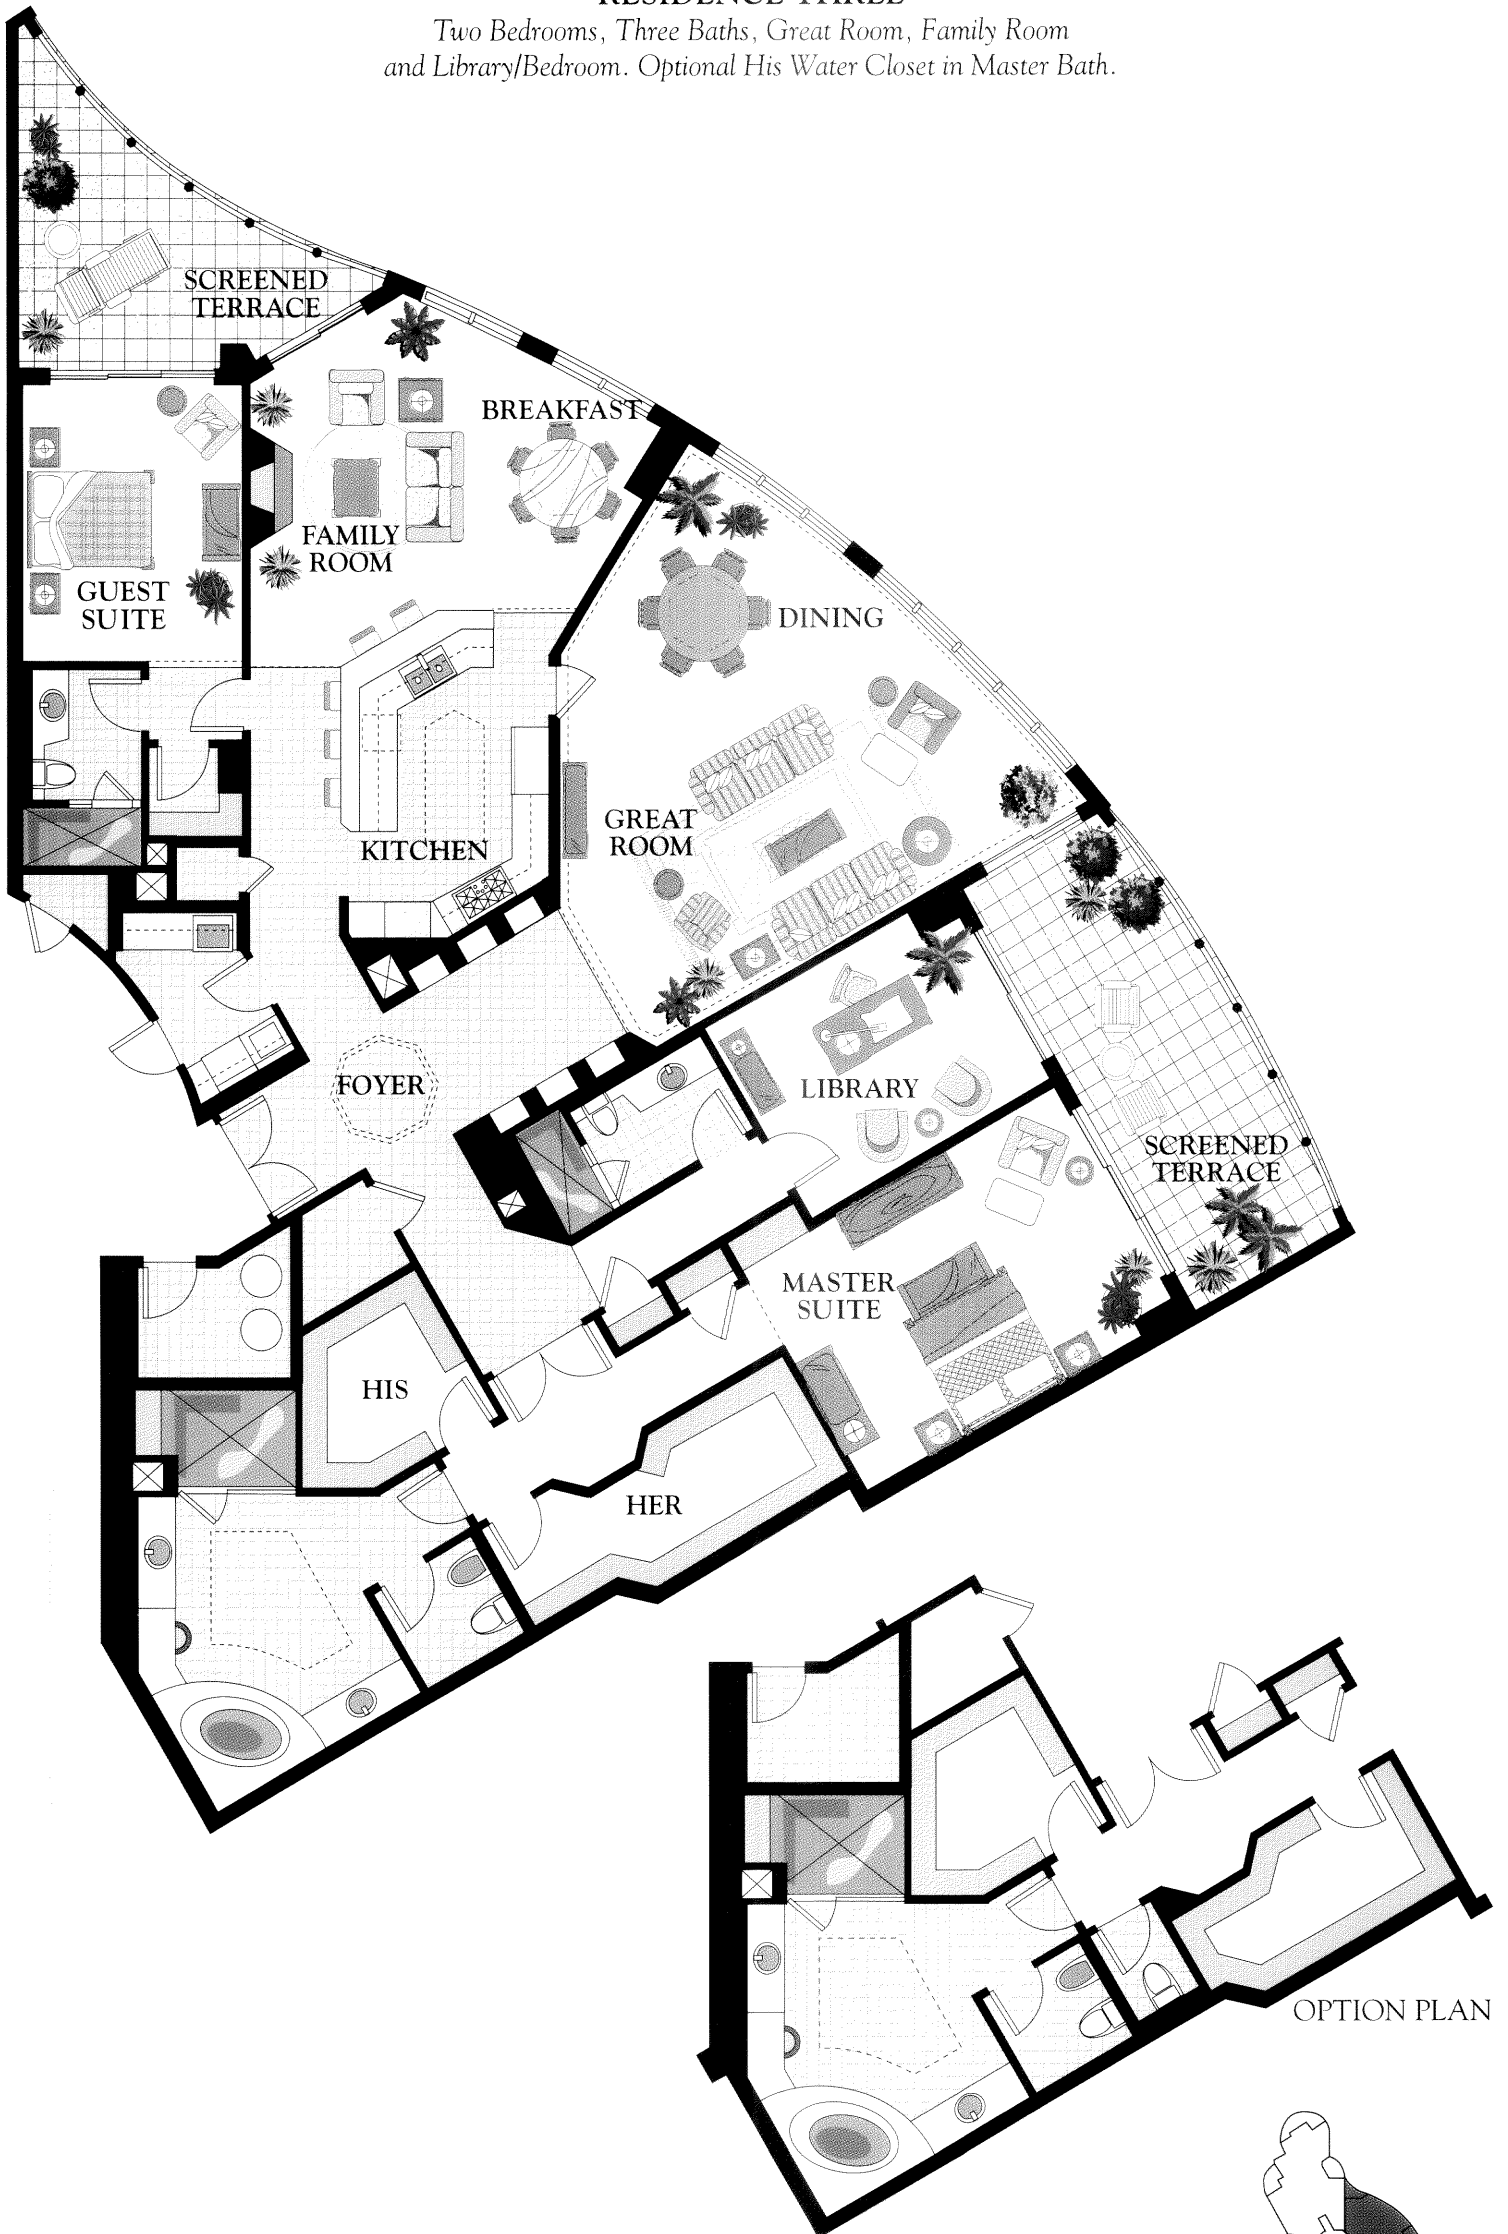 RESIDENCE THREE
Two Bedrooms, Three Baths, Great Room, Family Room
and Library/Bedroom. Optional His Water Closet in Master Bath.
SCREENED
TERRACE
BREAKFAST
FAMILY
ROOM
GUEST
SUITE
DINING
GREAT
ROOM
KITCHEN
FOYER
LIBRARY
SCREENED
TERRACE
MASTER
SUITE
HIS
HER
OPTION PLAN